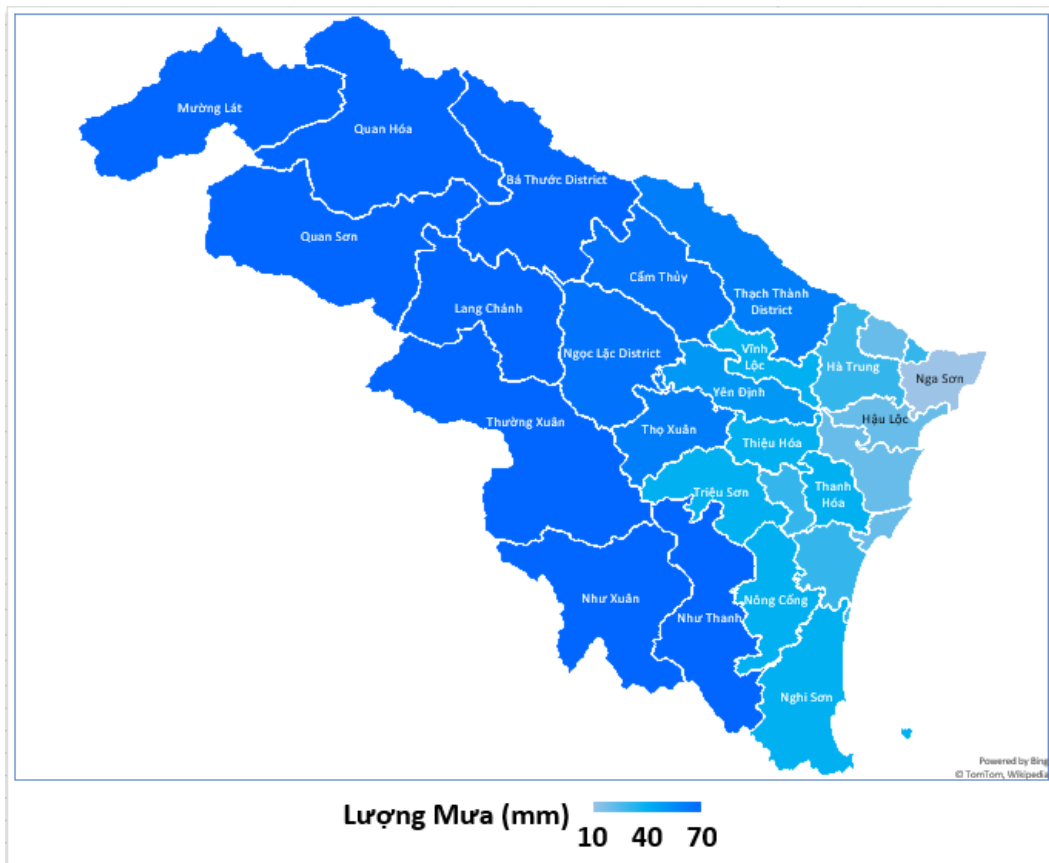 Mường Lát
Quan Hóa
Bá Thước District
Quan Sơn
Cẩm Thủy
Thạch Thành
District
Lang Chánh
Ngọc Lặc District
Vĩnh
Lộc
Hà Trung
Nga Sơn
Yên Định
Thường Xuân
Thọ Xuân
Hậu Lộc
Thiệu Hóa
Triệu Sơn
Thanh
Hóa
Như Xuân
Như Thanh
Nông Cống
Nghi Sơn
Powered by Bing
© TomTom, Wikipedia
Lượng Mưa (mm)
10 40 70